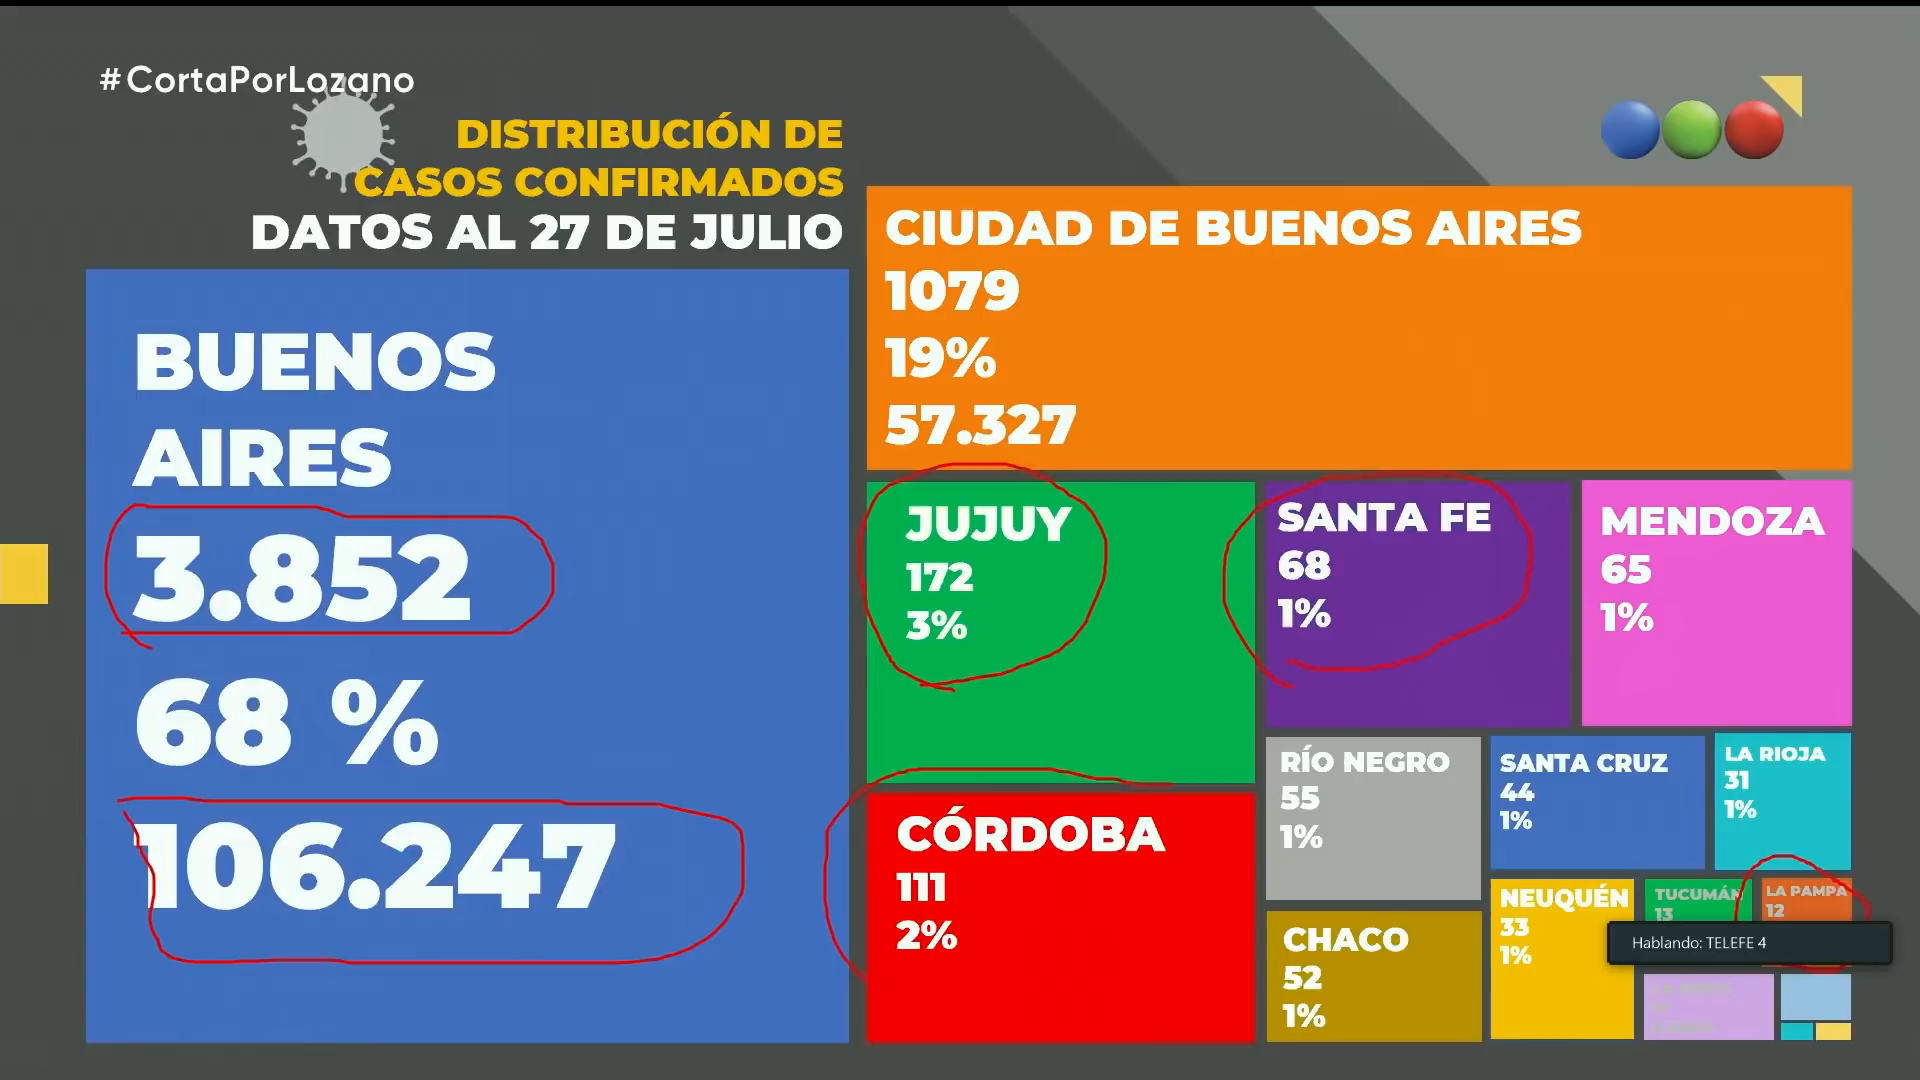 #CortaPorLozano
DISTRIBUCIÓN DE
CASOS CONFIRMADOS
DATOS AL 27 DE JULIO
BUENOS
AIRES
3.852
68 %
106.247
CIUDAD DE BUENOS AIRES
1079
19%
57.327
JUJUY
172
3%
SANTA FE
68
1%
MENDOZA
65
1%
CÓRDOBA
111
2%
RÍO NEGRO
55
1%
SANTA CRUZ
44
1%
LA RIOJA
31
1%
CHACO
52
1%
NEUQUÉN
33
1%
TUCUMÁN
13
LA PAMPA
12
Hablando: TELEFE 4